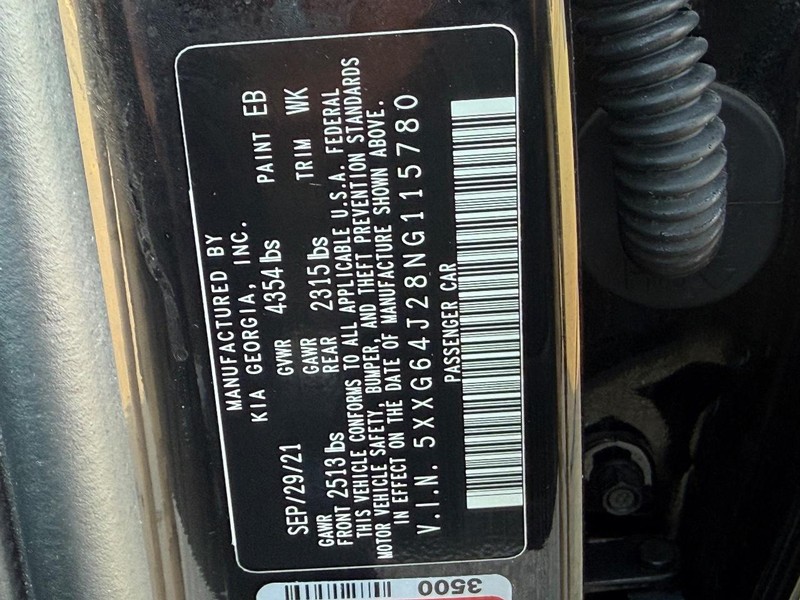 MANUFACTURED BY
KIA GEORGIA, INC.
PAINT EB
SEP/29/21 GVWR 4354 lbs
TRIM WK
GAWR FRONT 2513 lbs GAWR REAR 2315 lbs
THIS VEHICLE CONFORMS TO ALL APPLICABLE U.S.A. FEDERAL
MOTOR VEHICLE SAFETY, BUMPER, AND THEFT PREVENTION STANDARDS
IN EFFECT ON THE DATE OF MANUFACTURE SHOWN ABOVE.
V.I.N. 5XXG64J28NG115780
PASSENGER CAR
3500